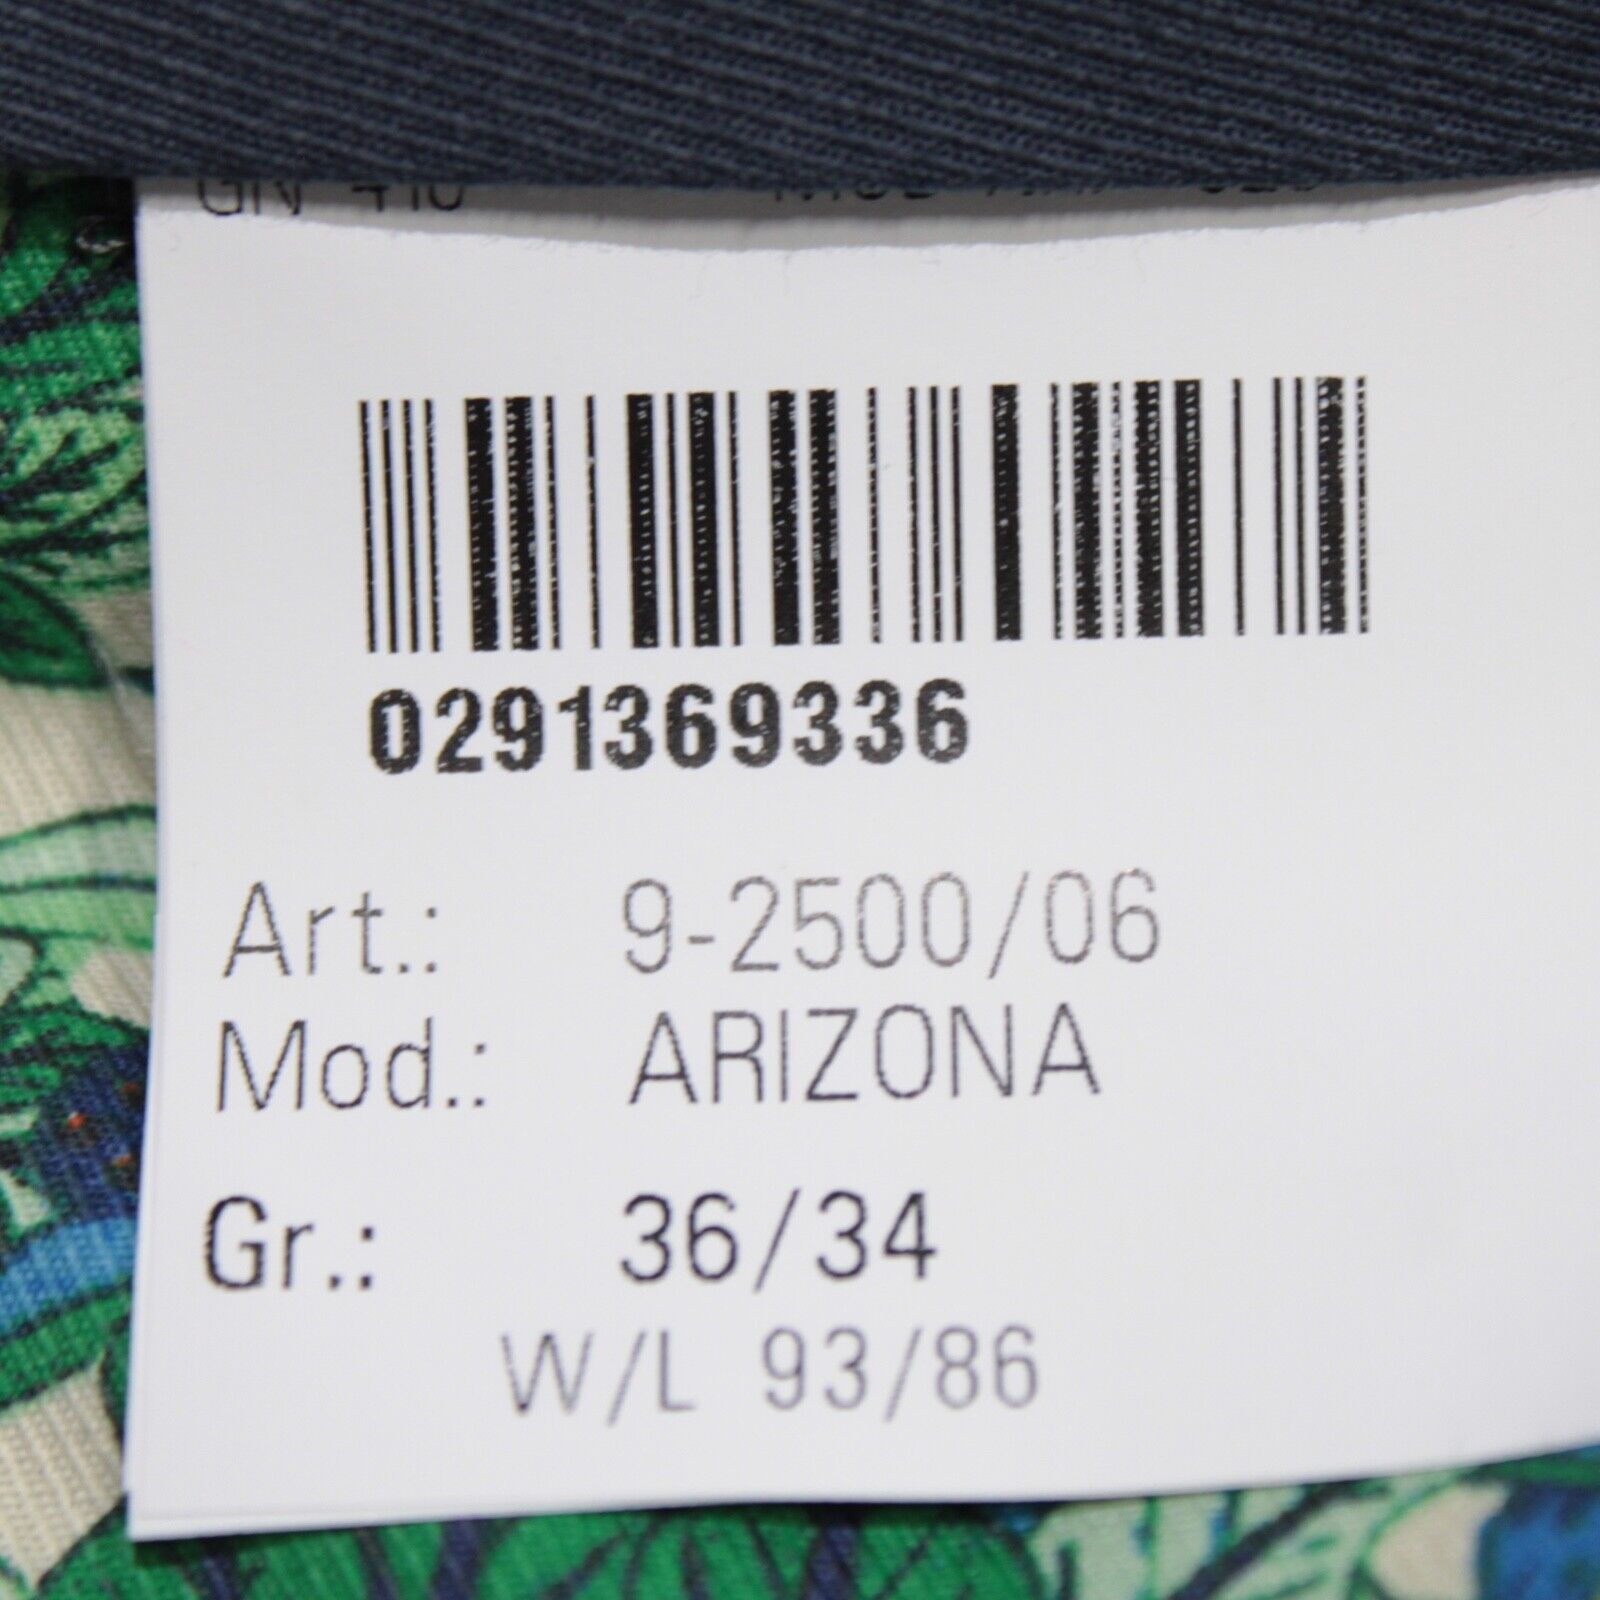 0291369336
Art.: 9-2500/06
Mod.: ARIZONA
Gr.: 36/34
W/L 93/86